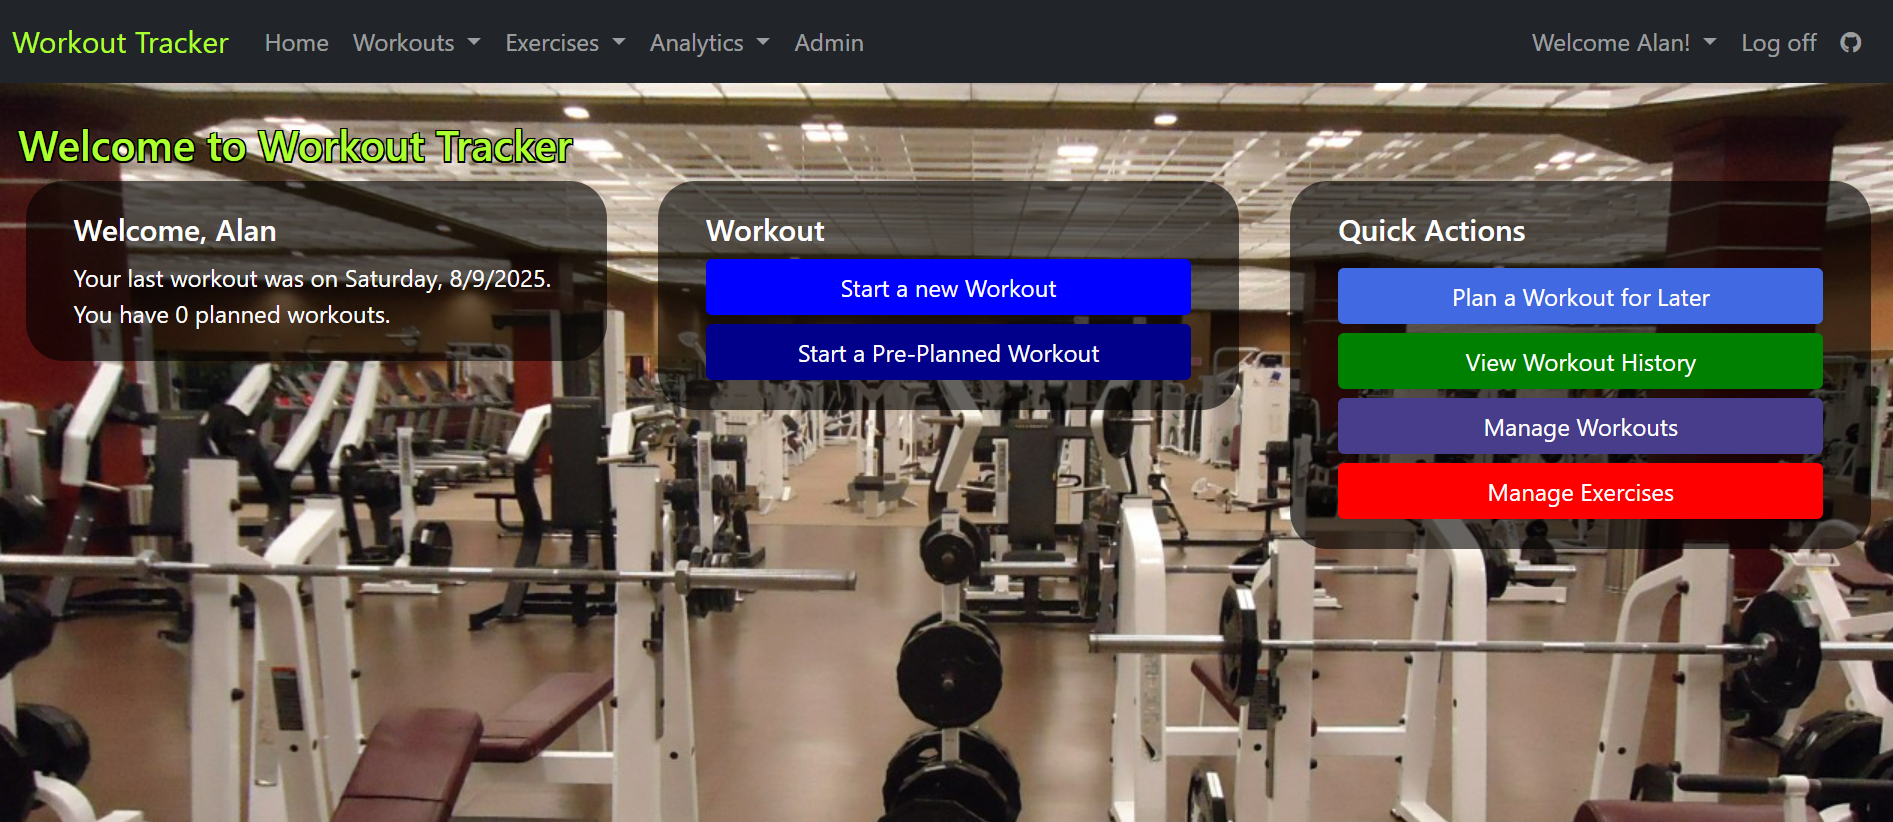 Workout Tracker Home Workouts Exercises Analytics Admin Welcome Alan! Log off
Welcome to Workout Tracker
Welcome, Alan
Your last workout was on Saturday, 8/9/2025.
You have 0 planned workouts.
Workout
Start a new Workout
Start a Pre-Planned Workout
Quick Actions
Plan a Workout for Later
View Workout History
Manage Workouts
Manage Exercises